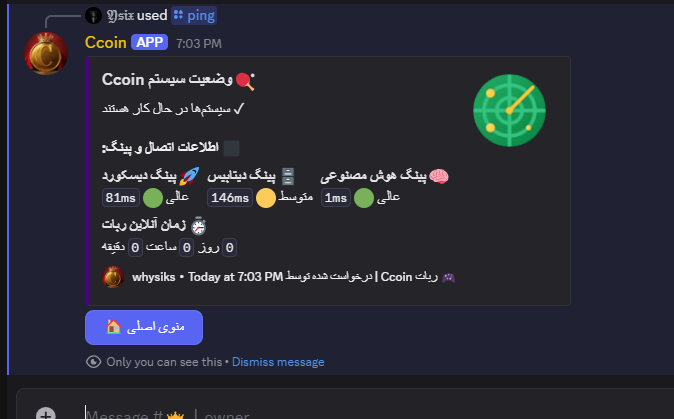 used ping
Ccoin APP 7:03 PM
🏓 وضعیت سیستم Ccoin
✓ سیستم‌ها در حال کار هستند
اطلاعات اتصال و پینگ:
🧠 پینگ هوش مصنوعی 🗄️ پینگ دیتابیس 🚀 پینگ دیسکورد
عالی 🟢 1ms متوسط 🟡 146ms عالی 🟢 81ms
⏱️ زمان آنلاین ربات
0 روز 0 ساعت 0 دقیقه
🎮 ربات Ccoin | درخواست شده توسط whysiks • Today at 7:03 PM
منوی اصلی 🏠
Only you can see this • Dismiss message
Message # 👑 | owner